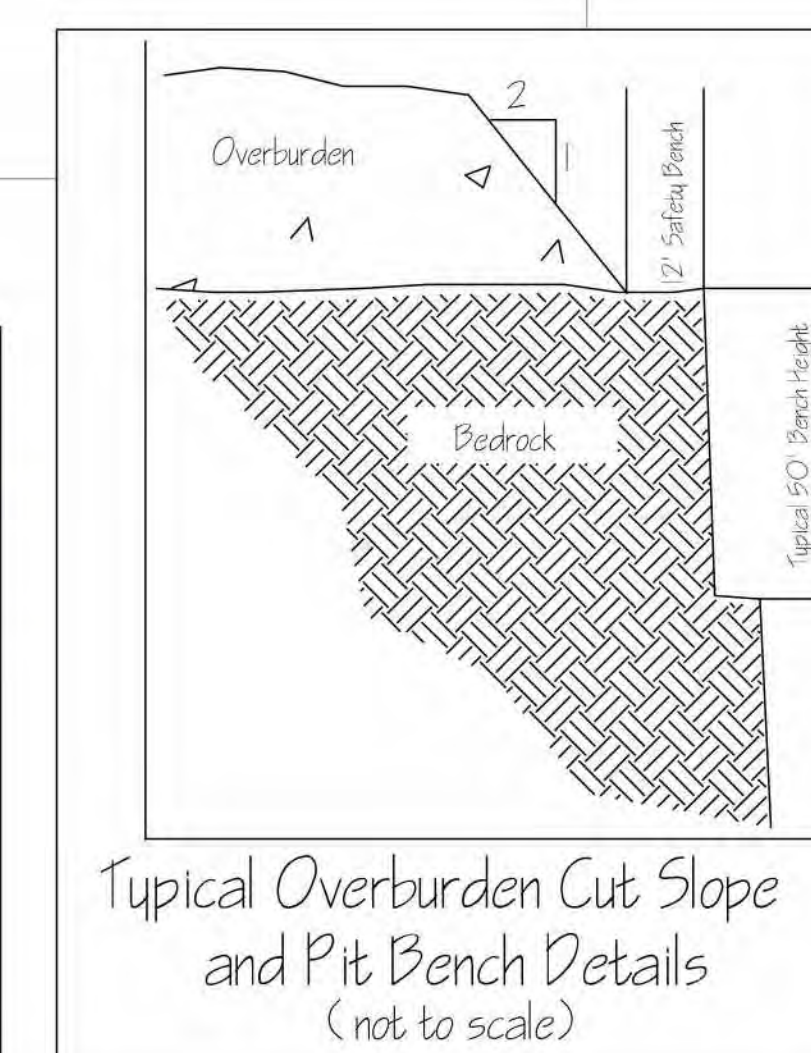 2
Overburden
1
12' Safety Bench
Bedrock
Typical 50' Bench Height
Typical Overburden Cut Slope
and Pit Bench Details
(not to scale)